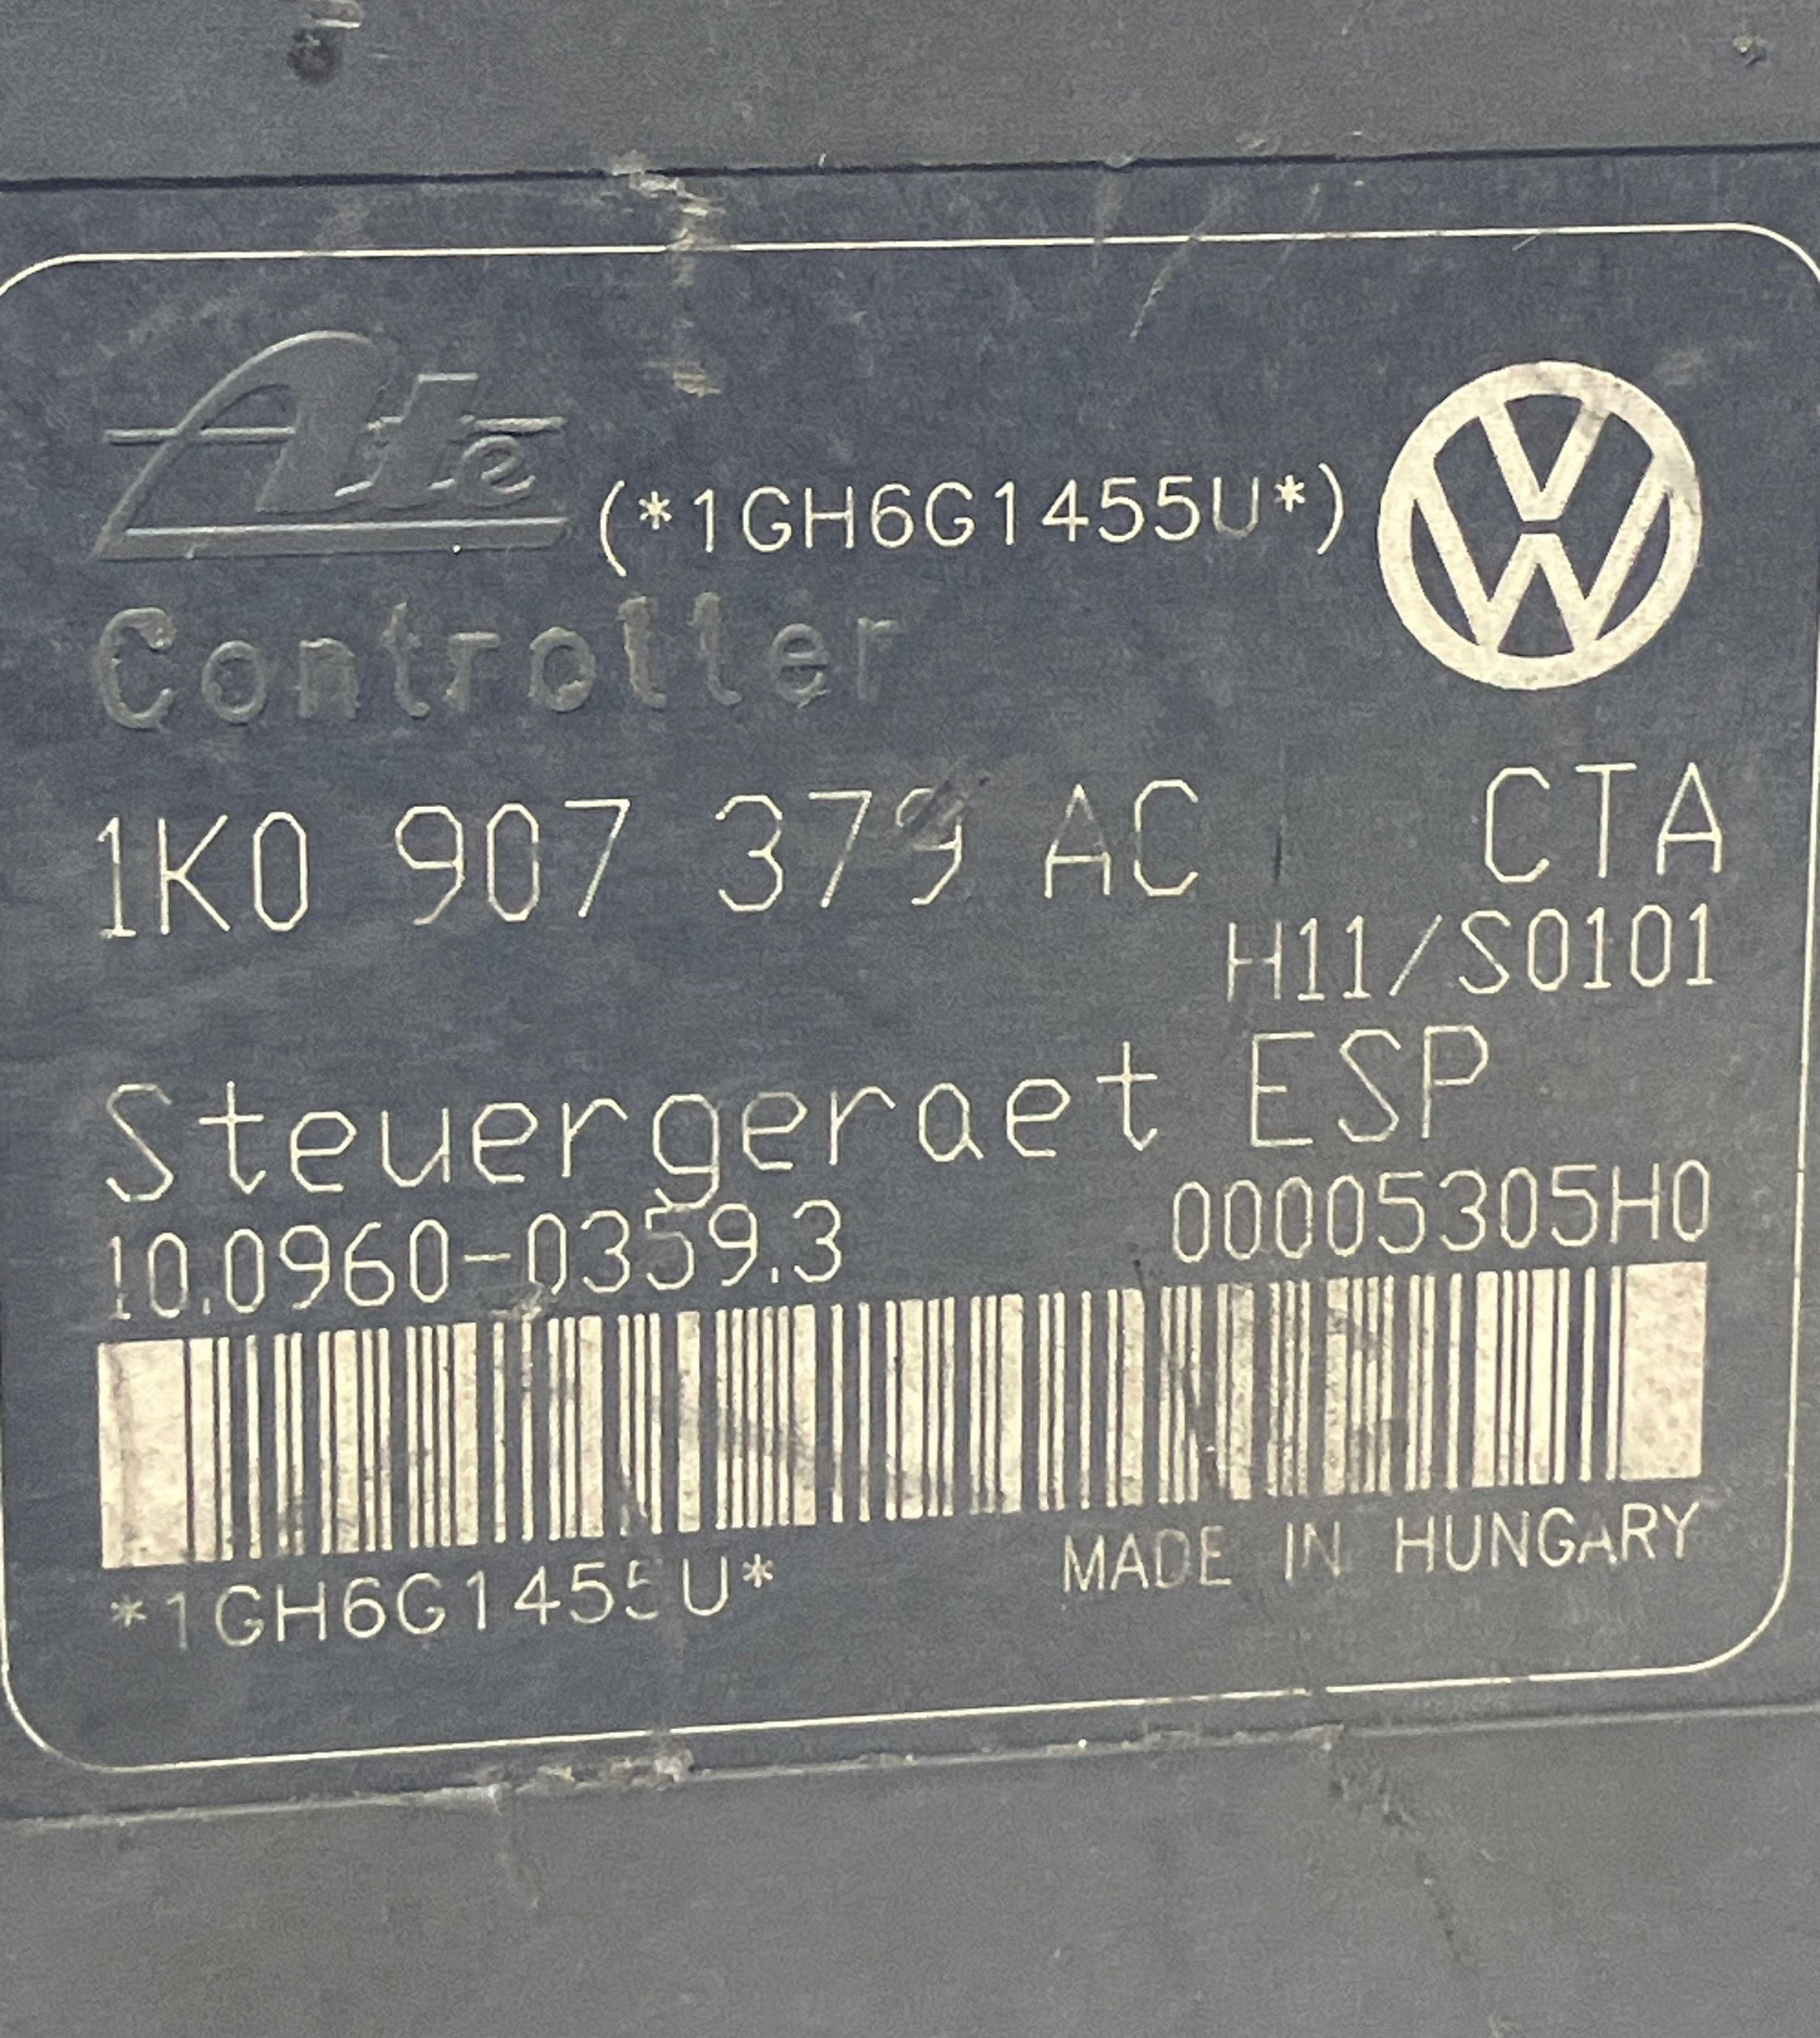 Ate (*1GH6G1455U*)
Controller
1K0 907 379 AC CTA
H11/S0101
Steuergeraet ESP
10.0960-0359.3 00005305H0
*1GH6G1455U* MADE IN HUNGARY